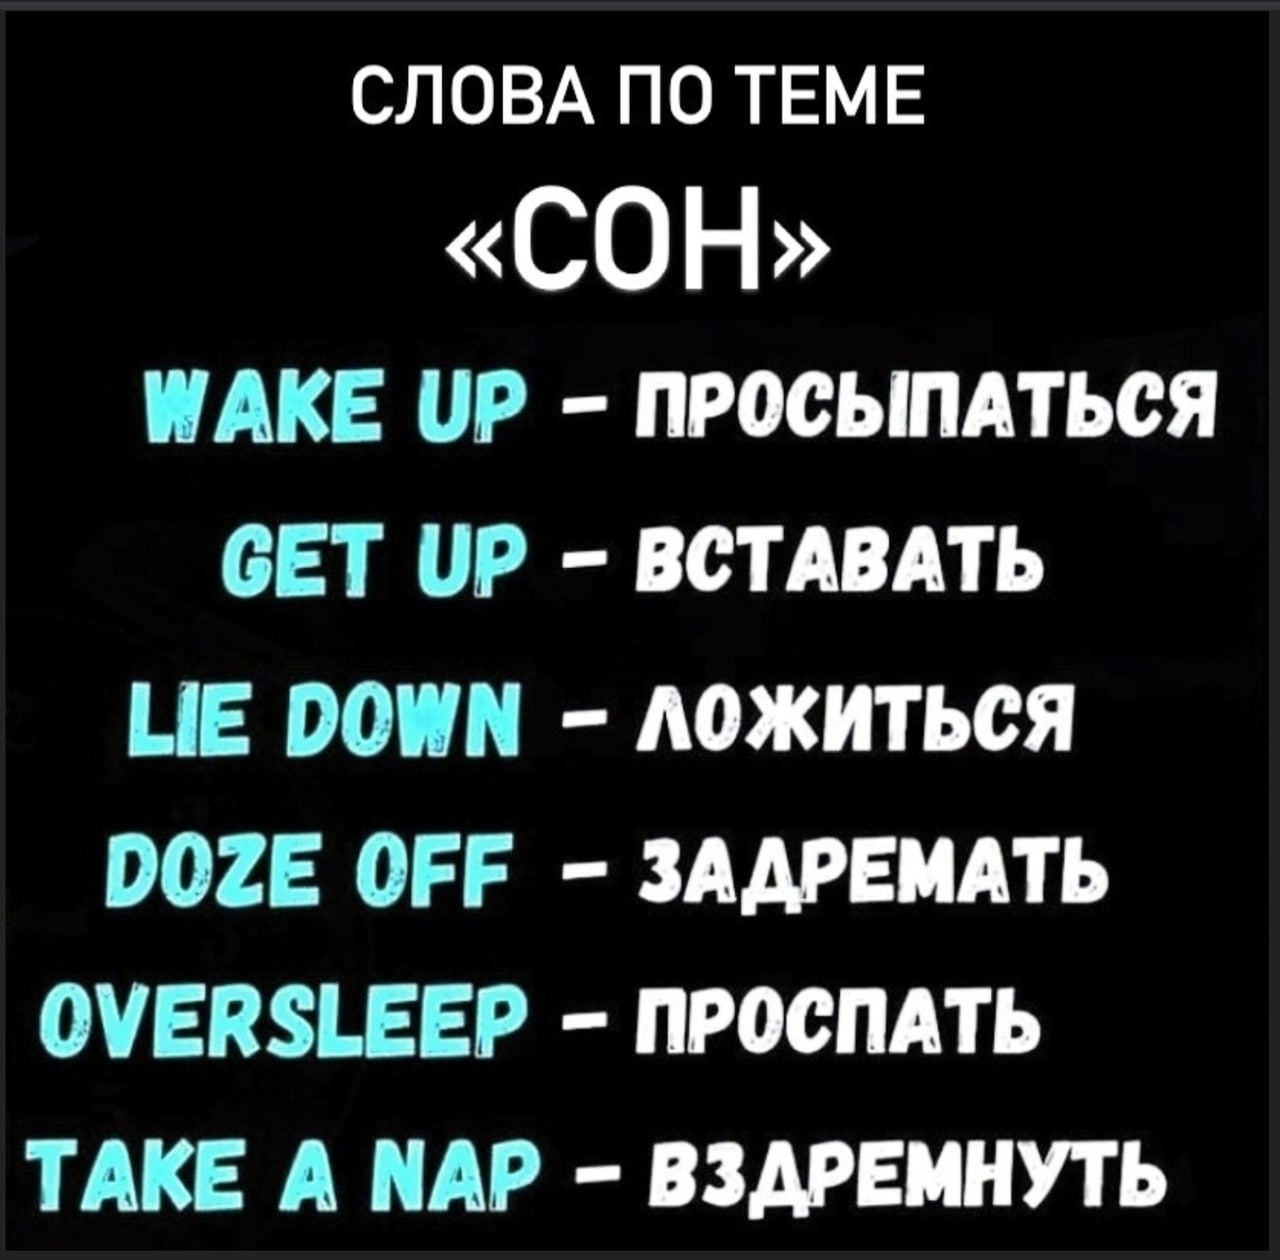 СЛОВА ПО ТЕМЕ
«СОН»
WAKE UP – ПРОСЫПАТЬСЯ
GET UP – ВСТАВАТЬ
LIE DOWN – ЛОЖИТЬСЯ
DOZE OFF – ЗАДРЕМАТЬ
OVERSLEEP – ПРОСПАТЬ
TAKE A NAP – ВЗДРЕМНУТЬ